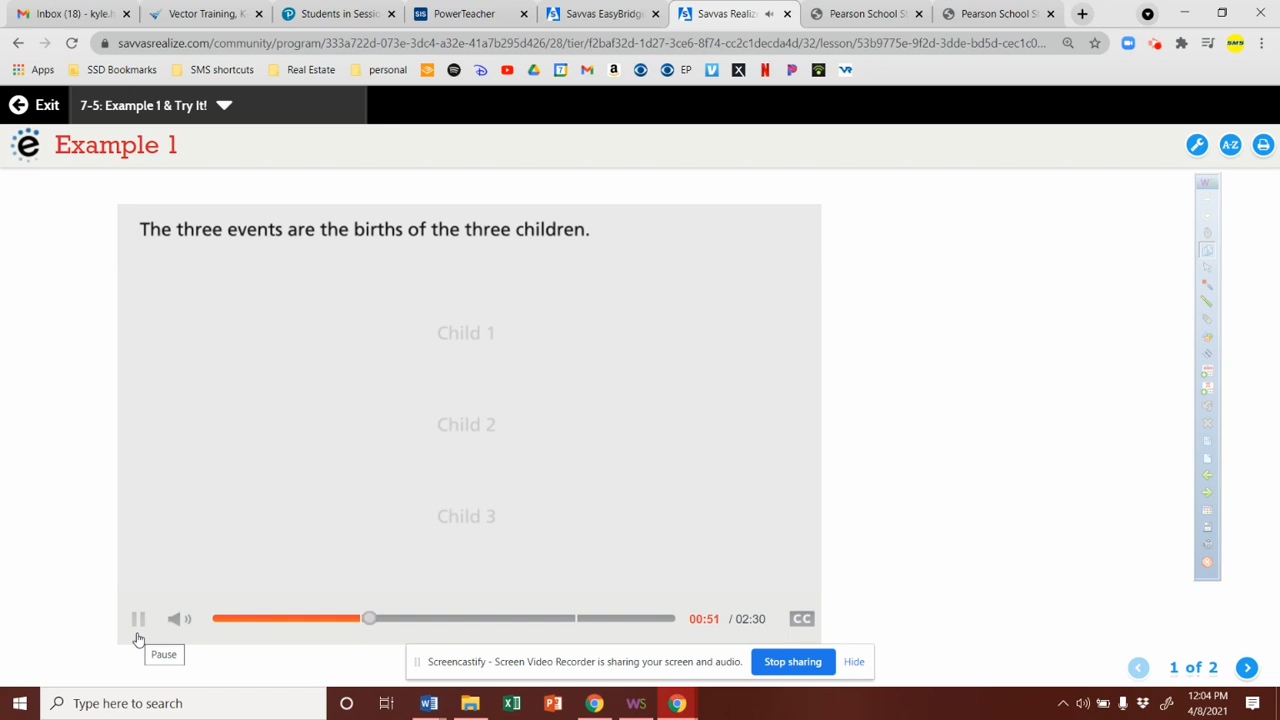 Inbox (18) - kyle.h
Vector Training, K
Students in Sessio
SIS
PowerTeacher
Savvas EasyBridge
Savvas Realize
Pearson School S
Pearson School S
savvasrealize.com/community/program/333a722d-073e-3dc4-a32e-41a7b295d426/28/tier/f2baf32d-1d27-3ce6-8f74-cc2c1decda4d/32/lesson/53b9775e-9f2d-3dde-bd5d-cec1c0...
SMS
Apps
SSD Bookmarks
SMS shortcuts
Real Estate
personal
EP
Exit
7-5: Example 1 & Try It!
Example 1
A-Z
The three events are the births of the three children.
Child 1
Child 2
Child 3
00:51 / 02:30
CC
Pause
Screencastify - Screen Video Recorder is sharing your screen and audio.
Stop sharing
Hide
1 of 2
Type here to search
WS
12:04 PM
4/8/2021